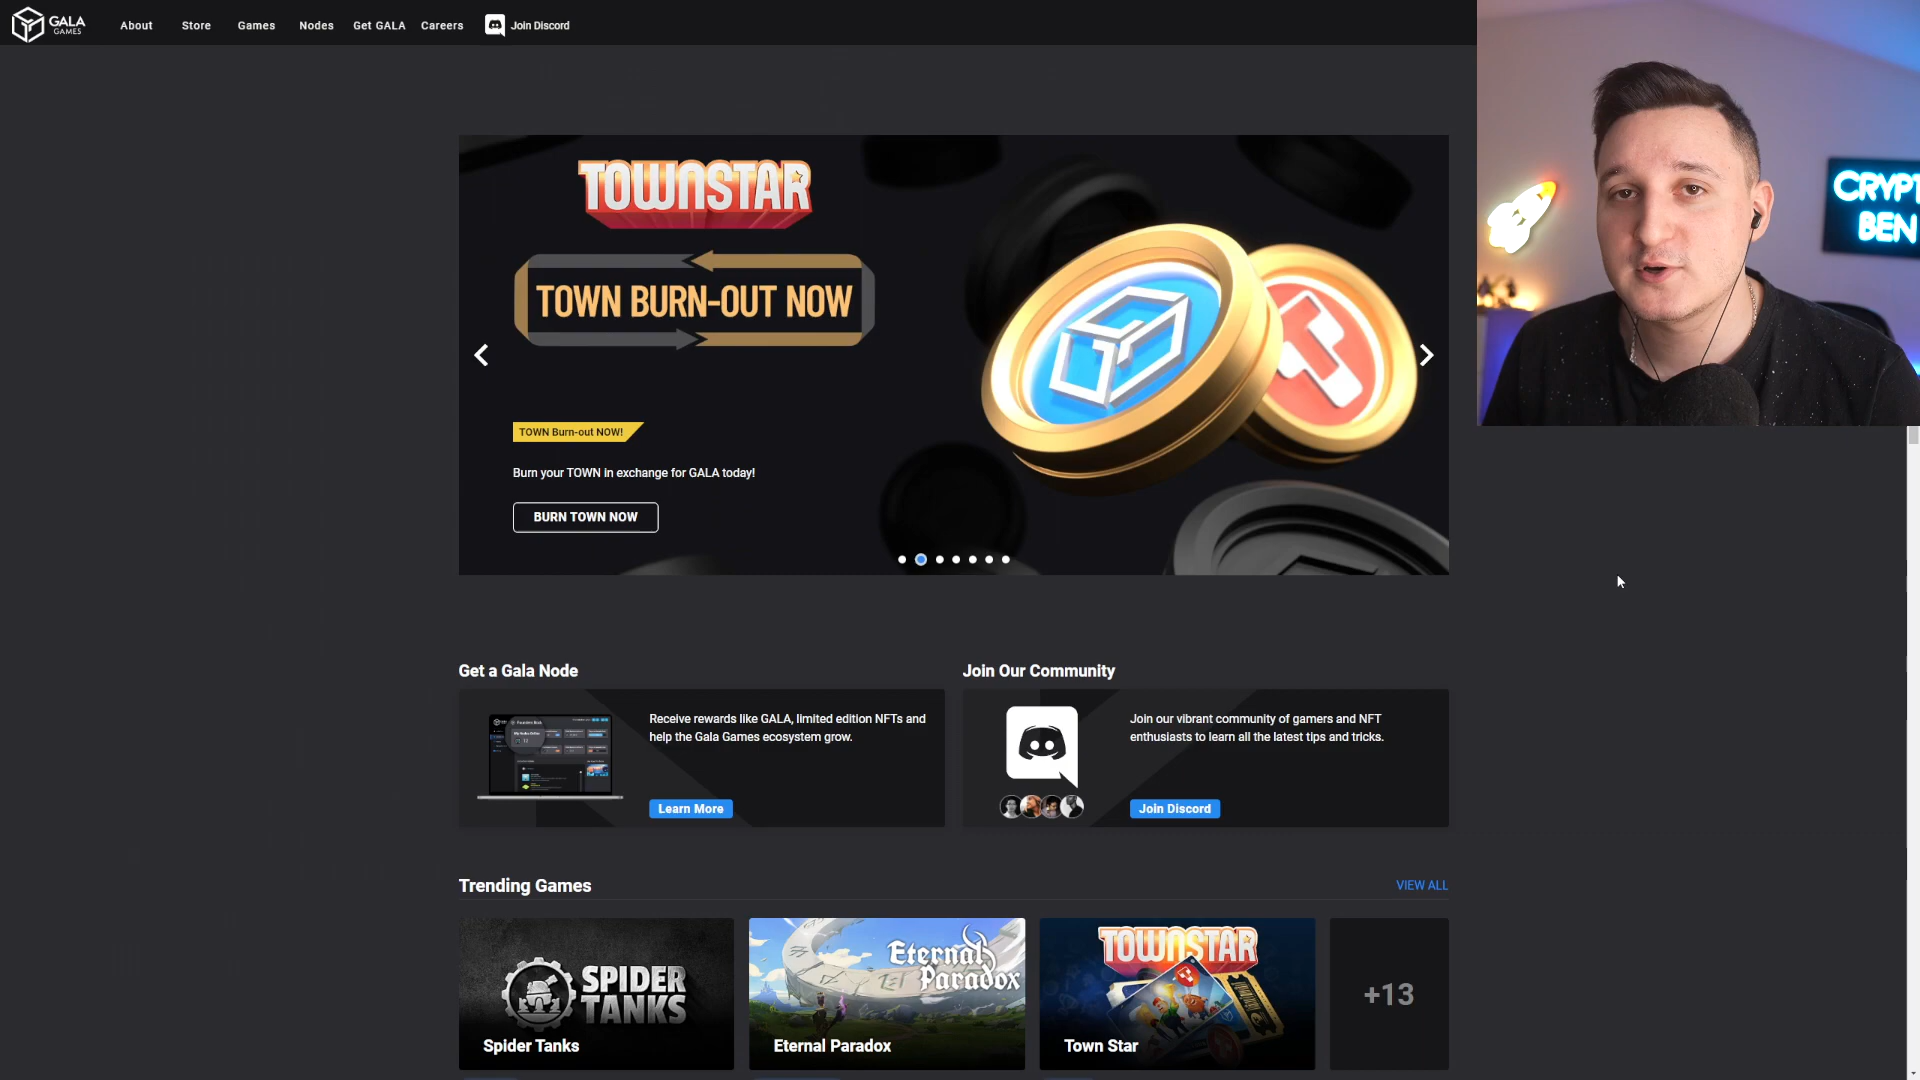 GALA
GAMES
About
Store
Games
Nodes
Get GALA
Careers
Join Discord
CRYPT
BEN
TOWNSTAR
TOWN BURN-OUT NOW
TOWN Burn-out NOW!
Burn your TOWN in exchange for GALA today!
BURN TOWN NOW
Get a Gala Node
Receive rewards like GALA, limited edition NFTs and
help the Gala Games ecosystem grow.
Learn More
Join Our Community
Join our vibrant community of gamers and NFT
enthusiasts to learn all the latest tips and tricks.
Join Discord
Trending Games
VIEW ALL
SPIDER
TANKS
Spider Tanks
Eternal
Paradox
Eternal Paradox
TOWNSTAR
Town Star
+13